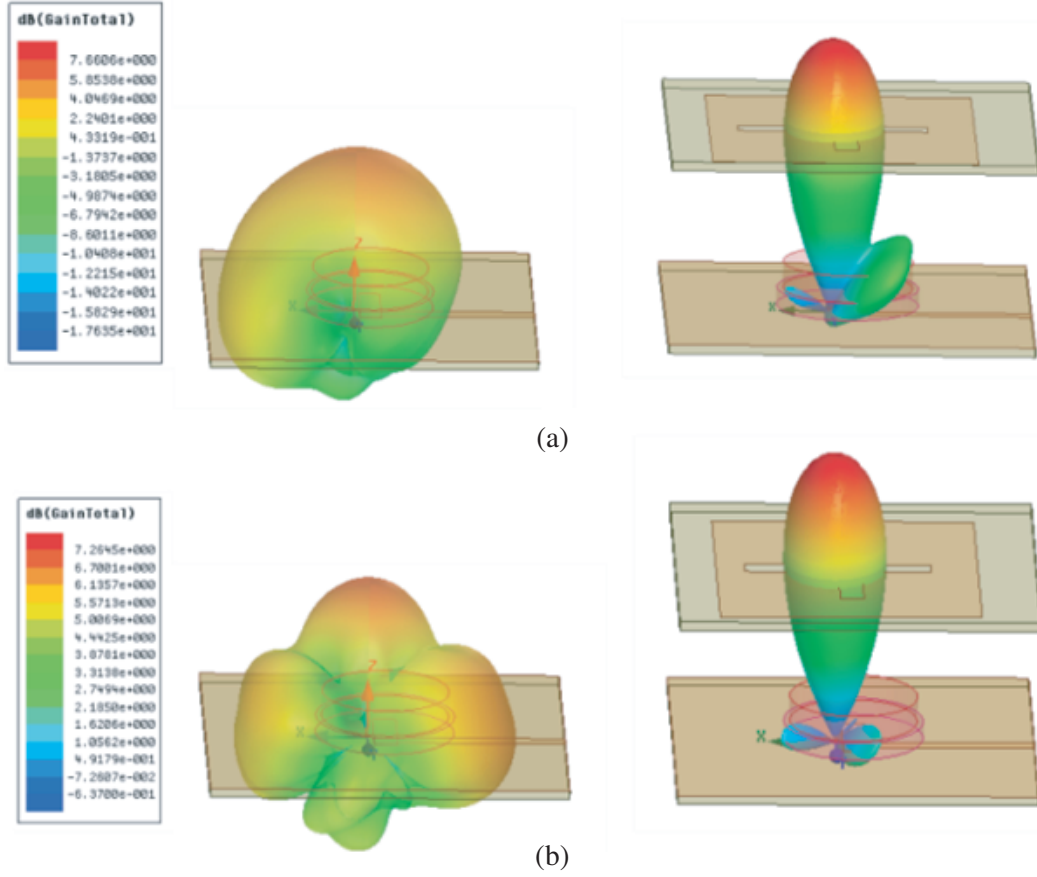 dB(GainTotal)
7.6606e+000
5.8538e+000
4.0469e+000
2.2401e+000
4.3319e-001
-1.3737e+000
-3.1805e+000
-4.9874e+000
-6.7942e+000
-8.6011e+000
-1.0408e+001
-1.2215e+001
-1.4022e+001
-1.5829e+001
-1.7635e+001
Z
X
X
(a)
dB(GainTotal)
7.2645e+000
6.7001e+000
6.1357e+000
5.5713e+000
5.0069e+000
4.4425e+000
3.8781e+000
3.3138e+000
2.7494e+000
2.1850e+000
1.6206e+000
1.0562e+000
4.9179e-001
-7.2607e-002
-6.3700e-001
Z
X
X
(b)